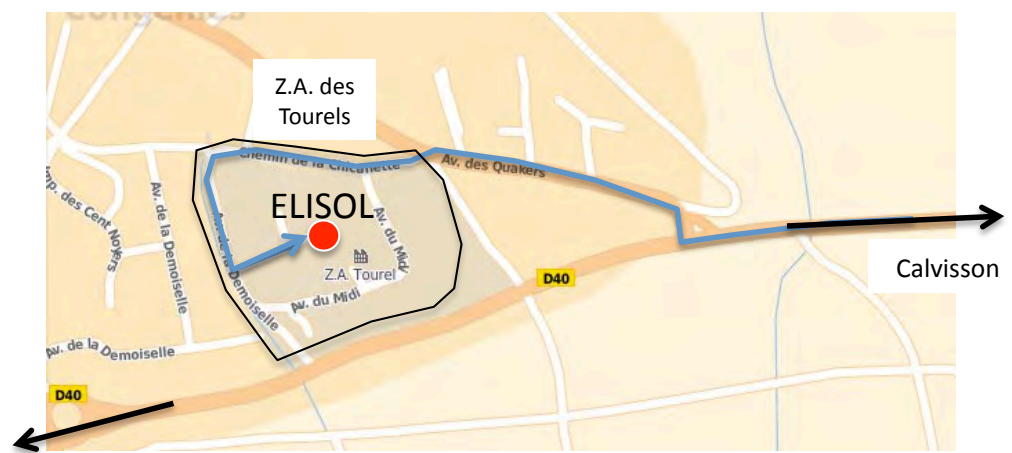 Congénies
Z.A. des
Tourels
Chemin de la Chicanette
Av. des Quakers
Imp. des Cent Noyers
Av. de la Demoiselle
Av. de la Demoiselle
ELISOL
Av. du Midi
Z.A. Tourel
Av. du Midi
D40
Calvisson
Av. de la Demoiselle
D40